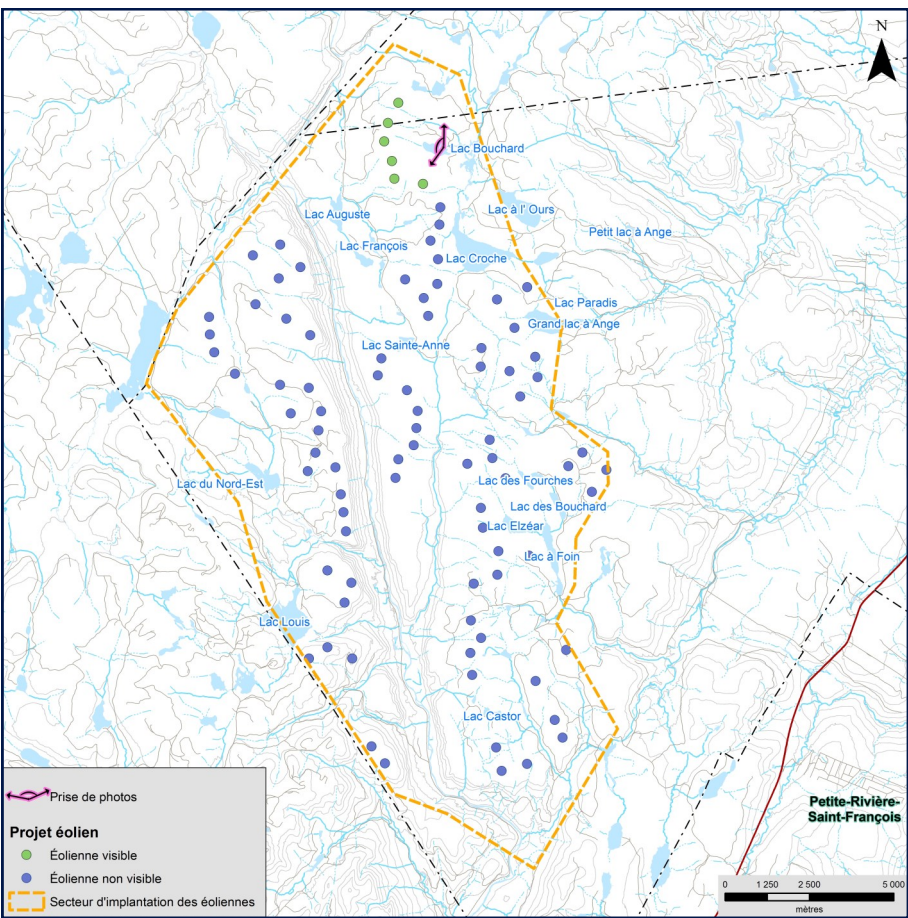 N
Lac Bouchard
Lac Auguste
Lac à l' Ours
Petit lac à Ange
Lac François
Lac Croche
Lac Paradis
Grand lac à Ange
Lac Sainte-Anne
Lac du Nord-Est
Lac des Fourches
Lac des Bouchard
Lac Elzéar
Lac à Foin
Lac Louis
Lac Castor
Petite-Rivière-
Saint-François
Prise de photos
Projet éolien
Éolienne visible
Éolienne non visible
Secteur d'implantation des éoliennes
0 1 250 2 500 5 000
mètres